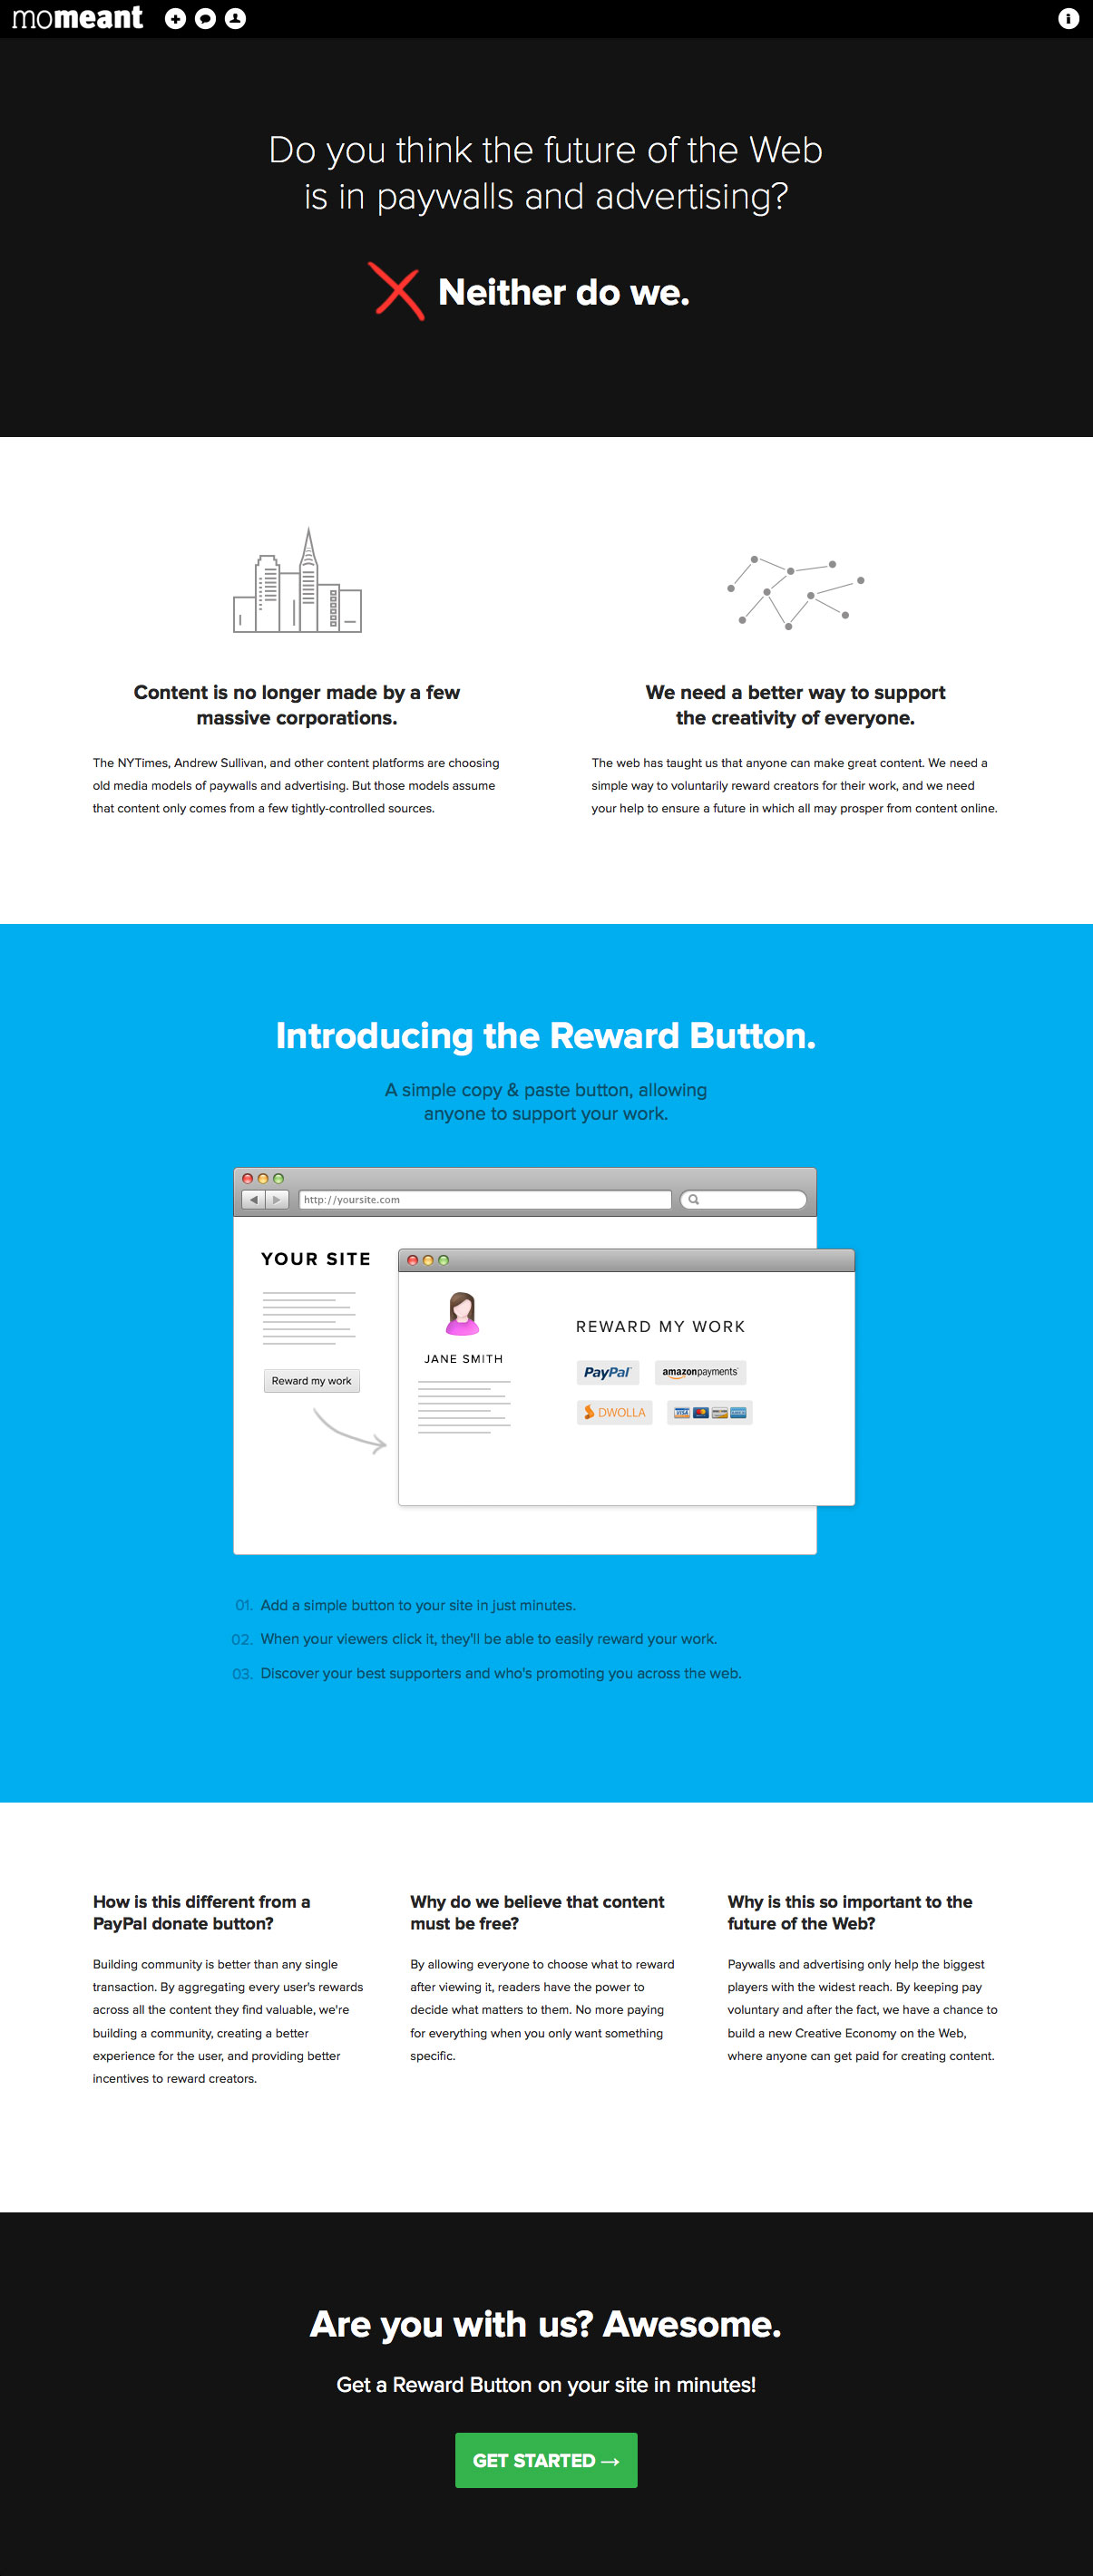 momeant
Do you think the future of the Web
is in paywalls and advertising?
Neither do we.
Content is no longer made by a few
massive corporations.
The NYTimes, Andrew Sullivan, and other content platforms are choosing
old media models of paywalls and advertising. But those models assume
that content only comes from a few tightly-controlled sources.
We need a better way to support
the creativity of everyone.
The web has taught us that anyone can make great content. We need a
simple way to voluntarily reward creators for their work, and we need
your help to ensure a future in which all may prosper from content online.
Introducing the Reward Button.
A simple copy & paste button, allowing
anyone to support your work.
http://yoursite.com
YOUR SITE
Reward my work
JANE SMITH
REWARD MY WORK
PayPal
amazonpayments
DWOLLA
VISA
01. Add a simple button to your site in just minutes.
02. When your viewers click it, they'll be able to easily reward your work.
03. Discover your best supporters and who's promoting you across the web.
How is this different from a
PayPal donate button?
Building community is better than any single
transaction. By aggregating every user's rewards
across all the content they find valuable, we're
building a community, creating a better
experience for the user, and providing better
incentives to reward creators.
Why do we believe that content
must be free?
By allowing everyone to choose what to reward
after viewing it, readers have the power to
decide what matters to them. No more paying
for everything when you only want something
specific.
Why is this so important to the
future of the Web?
Paywalls and advertising only help the biggest
players with the widest reach. By keeping pay
voluntary and after the fact, we have a chance to
build a new Creative Economy on the Web,
where anyone can get paid for creating content.
Are you with us? Awesome.
Get a Reward Button on your site in minutes!
GET STARTED →